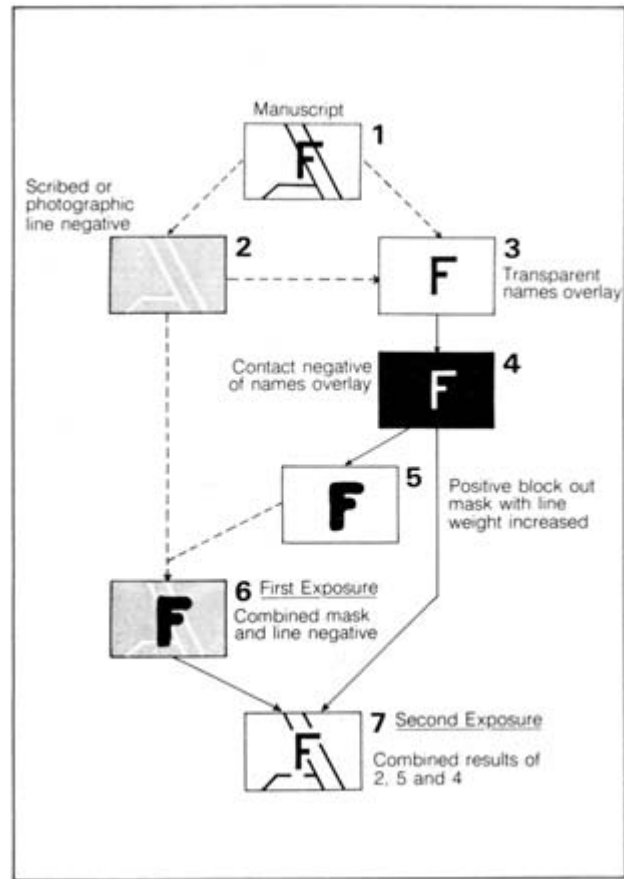 Manuscript
1
F
Scribed or
photographic
line negative
2
3
F
Transparent
names overlay
Contact negative
of names overlay
4
F
5
F
Positive block out
mask with line
weight increased
6 First Exposure
F
Combined mask
and line negative
7 Second Exposure
F
Combined results of
2, 5 and 4